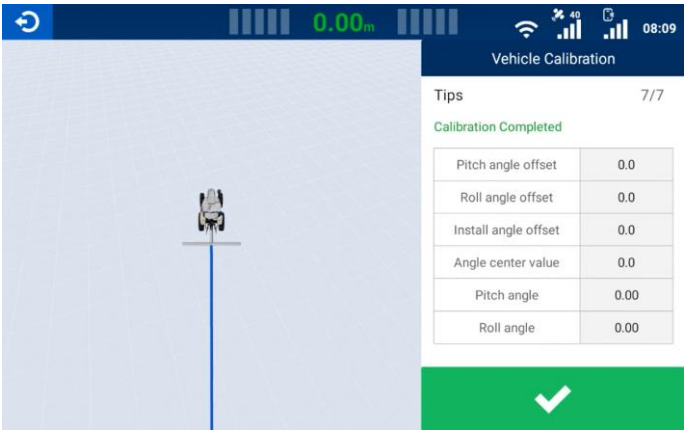 0.00m
40
08:09
Vehicle Calibration
Tips 7/7
Calibration Completed
Pitch angle offset 0.0
Roll angle offset 0.0
Install angle offset 0.0
Angle center value 0.0
Pitch angle 0.00
Roll angle 0.00